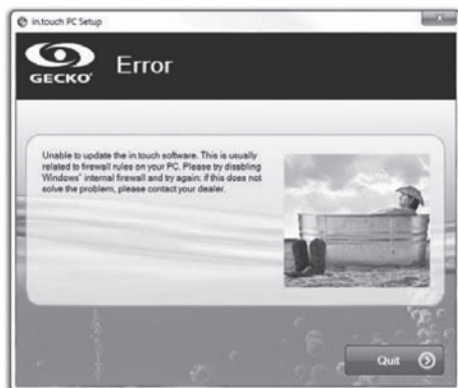 in.touch PC Setup
GECKO
Error
Unable to update the in.touch software. This is usually
related to firewall rules on your PC. Please try disabling
Windows" internal firewall and try again; if this does not
solve the problem, please contact your dealer.
Quit